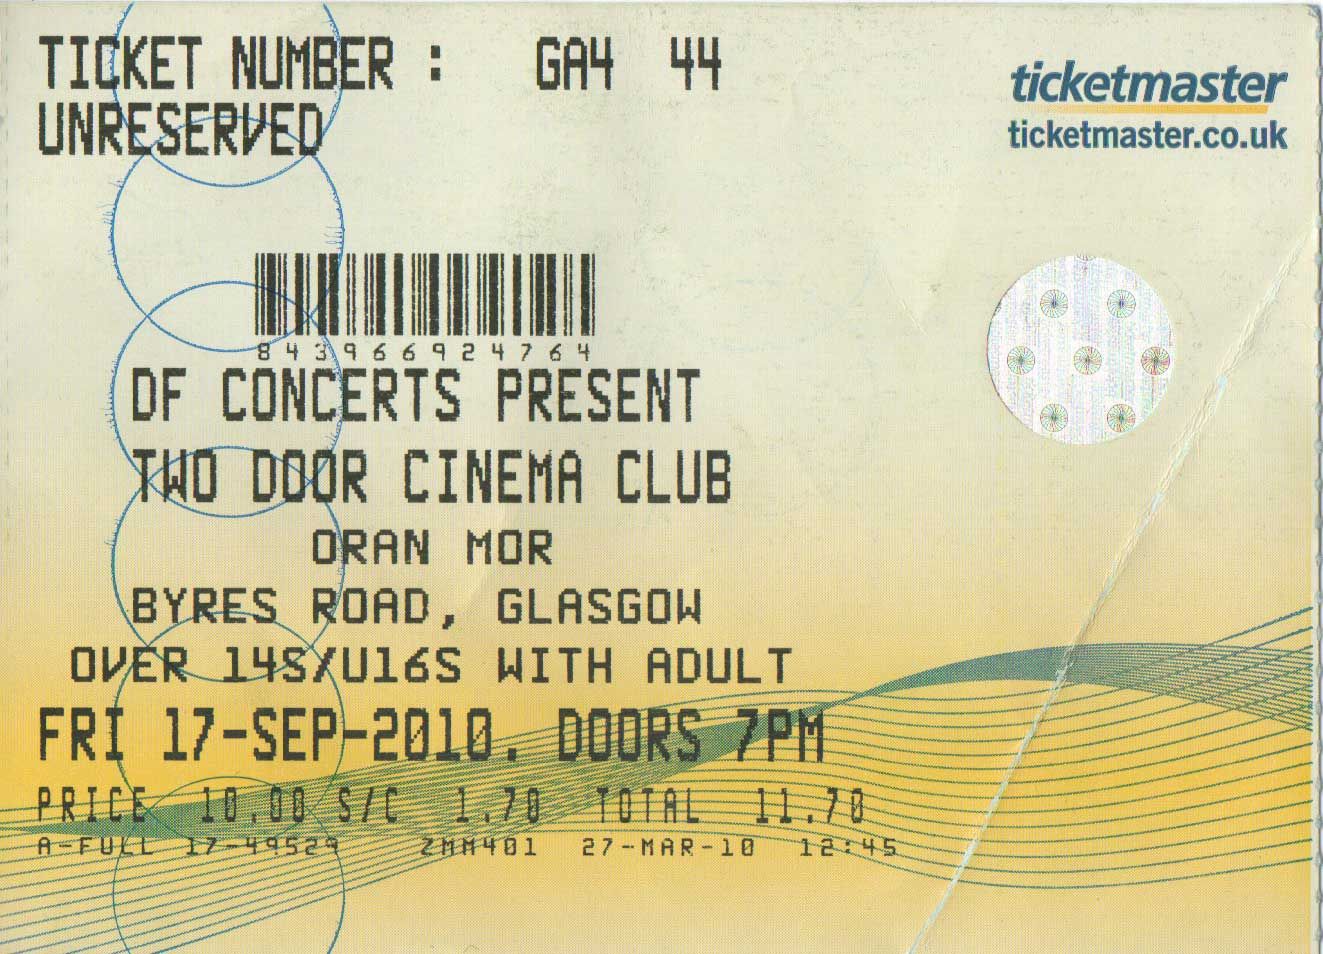 TICKET NUMBER : GA4 44
UNRESERVED
ticketmaster
ticketmaster.co.uk
843966924764
DF CONCERTS PRESENT
TWO DOOR CINEMA CLUB
ORAN MOR
BYRES ROAD, GLASGOW
OVER 14S/U16S WITH ADULT
FRI 17-SEP-2010. DOORS 7PM
PRICE 10.00 S/C 1.70 TOTAL 11.70
A-FULL 17-49529 ZMM401 27-MAR-10 12:45